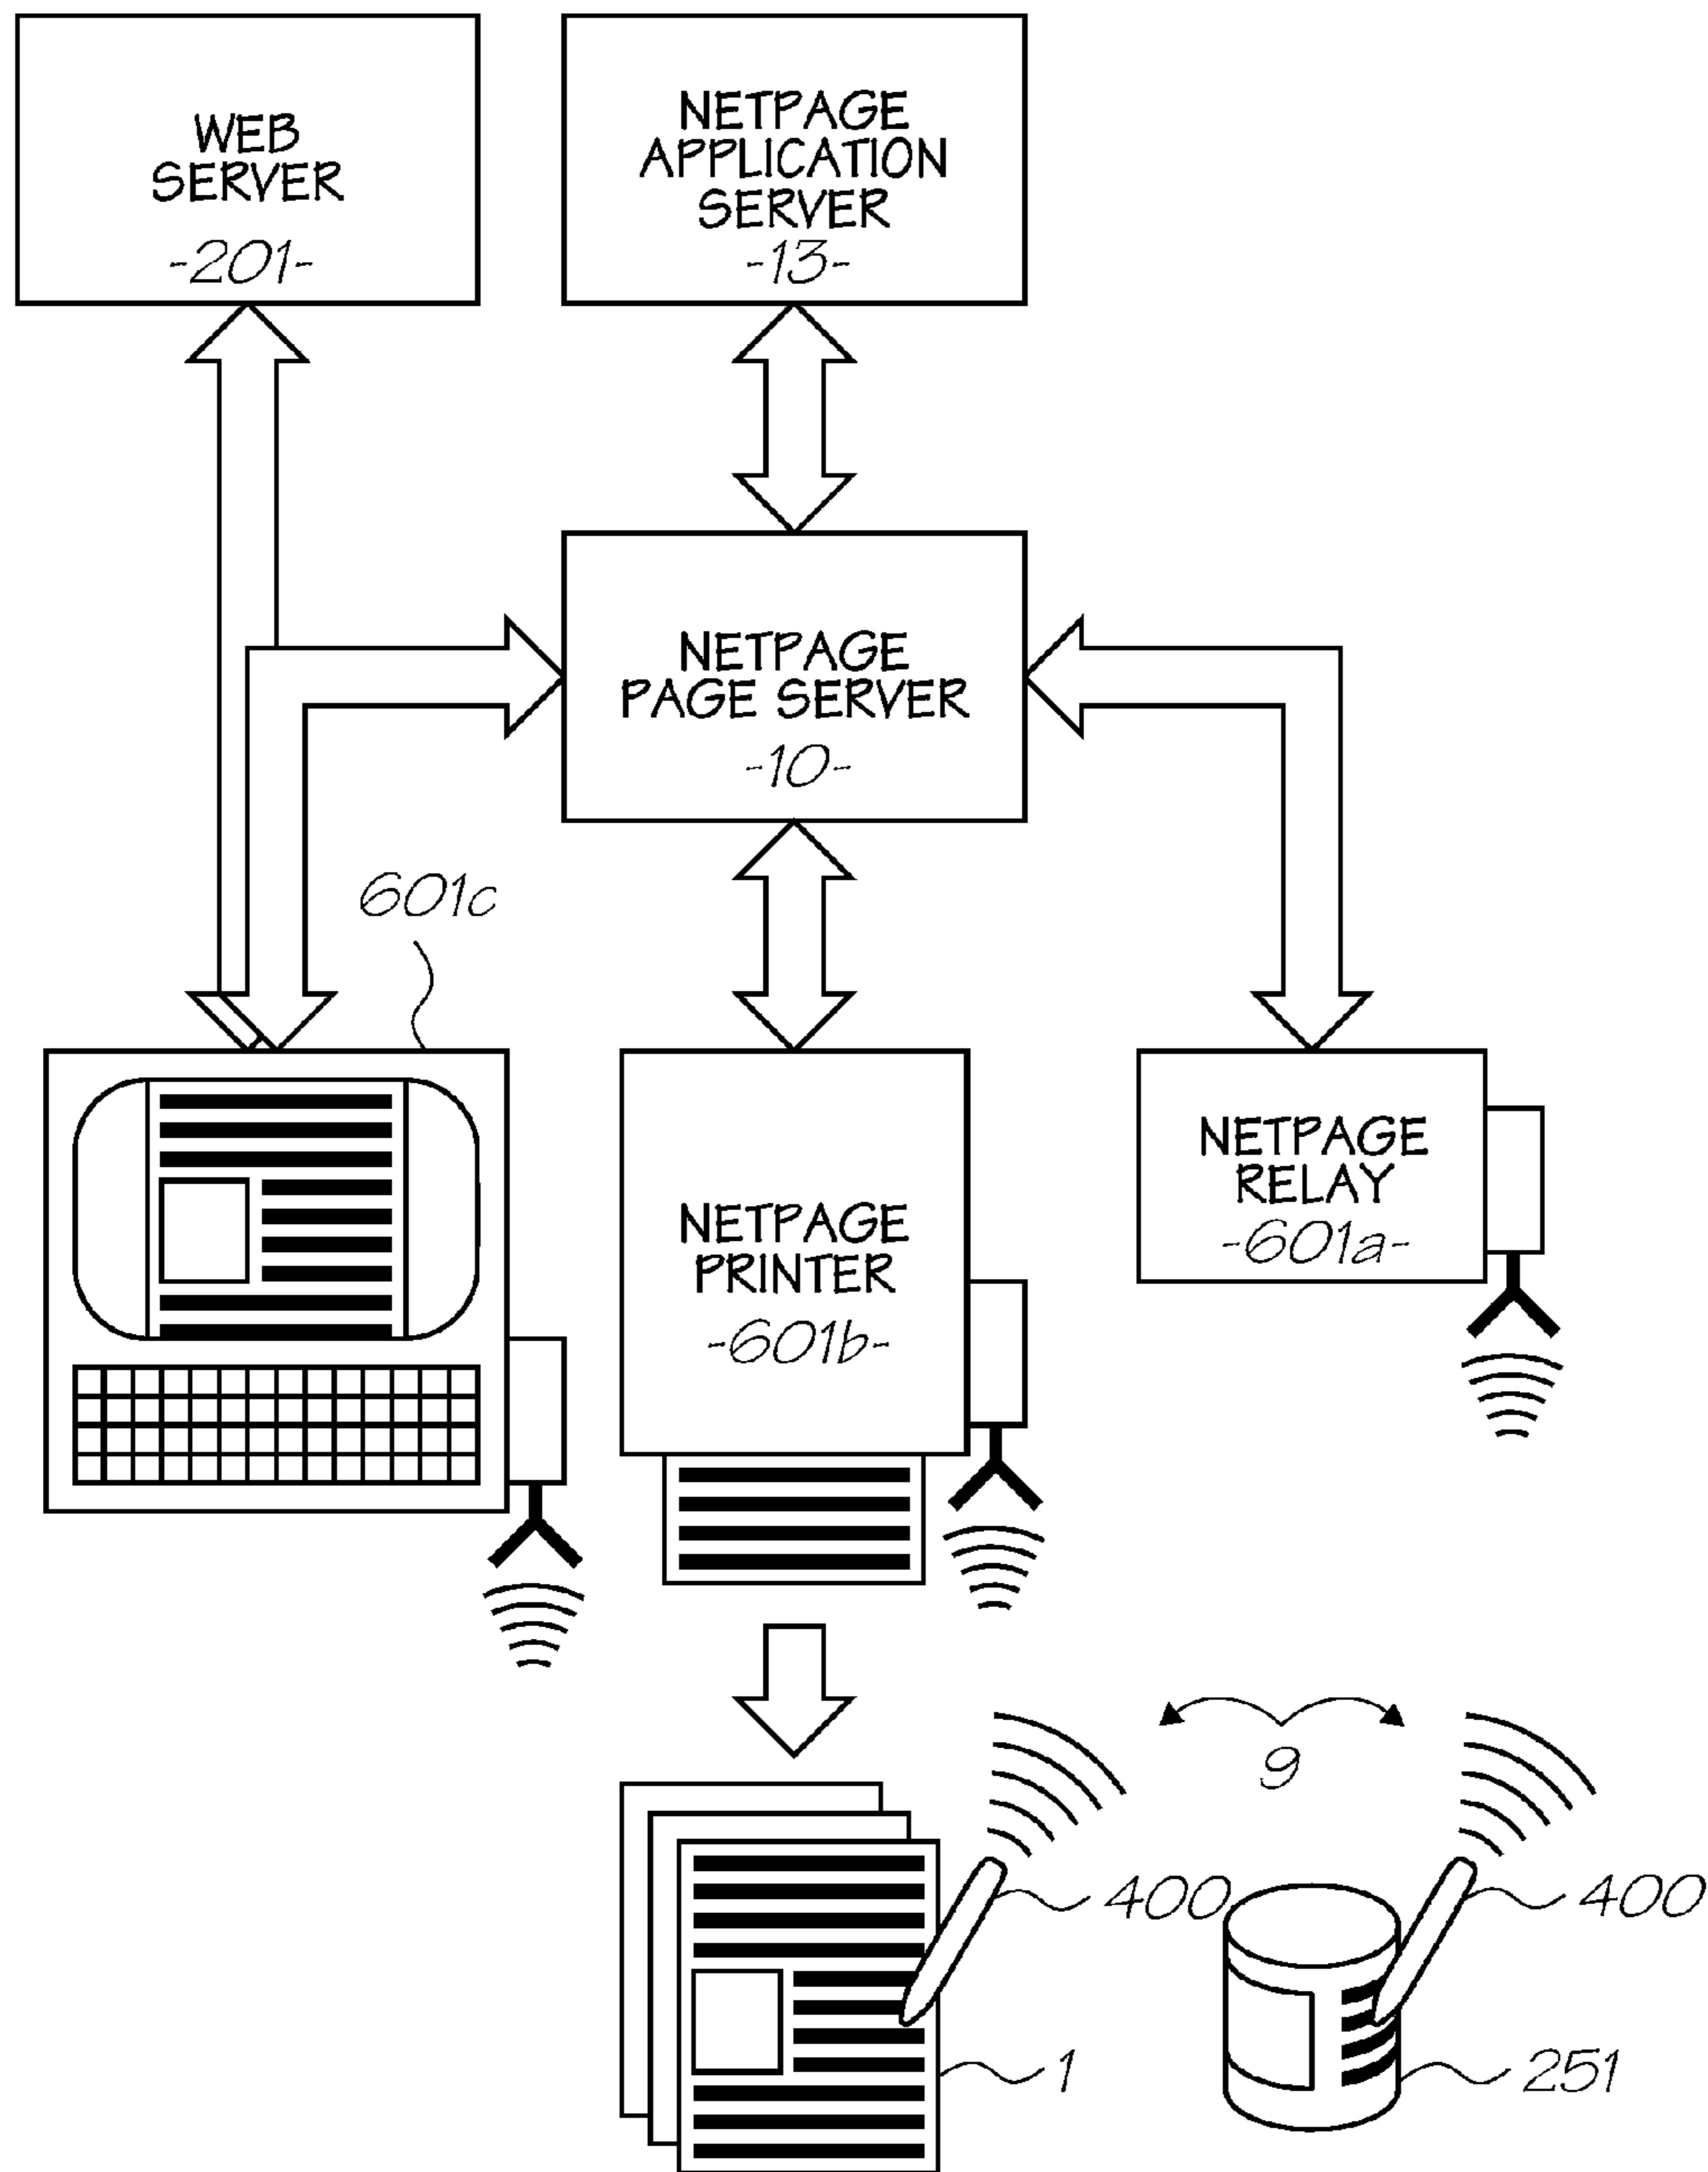 WEB
SERVER
-201-
NETPAGE
APPLICATION
SERVER
-13-
NETPAGE
PAGE SERVER
-10-
601c
NETPAGE
PRINTER
-601b-
NETPAGE
RELAY
-601a-
9
400
400
1
251